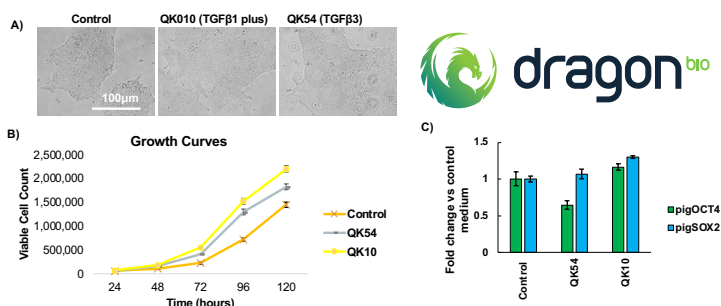 A)
Control QK010 (TGFβ1 plus) QK54 (TGFβ3)
100µm
dragon bio
B)
Growth Curves
Viable Cell Count
2,500,000
2,000,000
1,500,000
1,000,000
500,000
0
24 48 72 96 120
Time (hours)
Control
QK54
QK10
C)
Fold change vs control
medium
1.5
1
0.5
0
Control
QK54
QK10
pigOCT4
pigSOX2